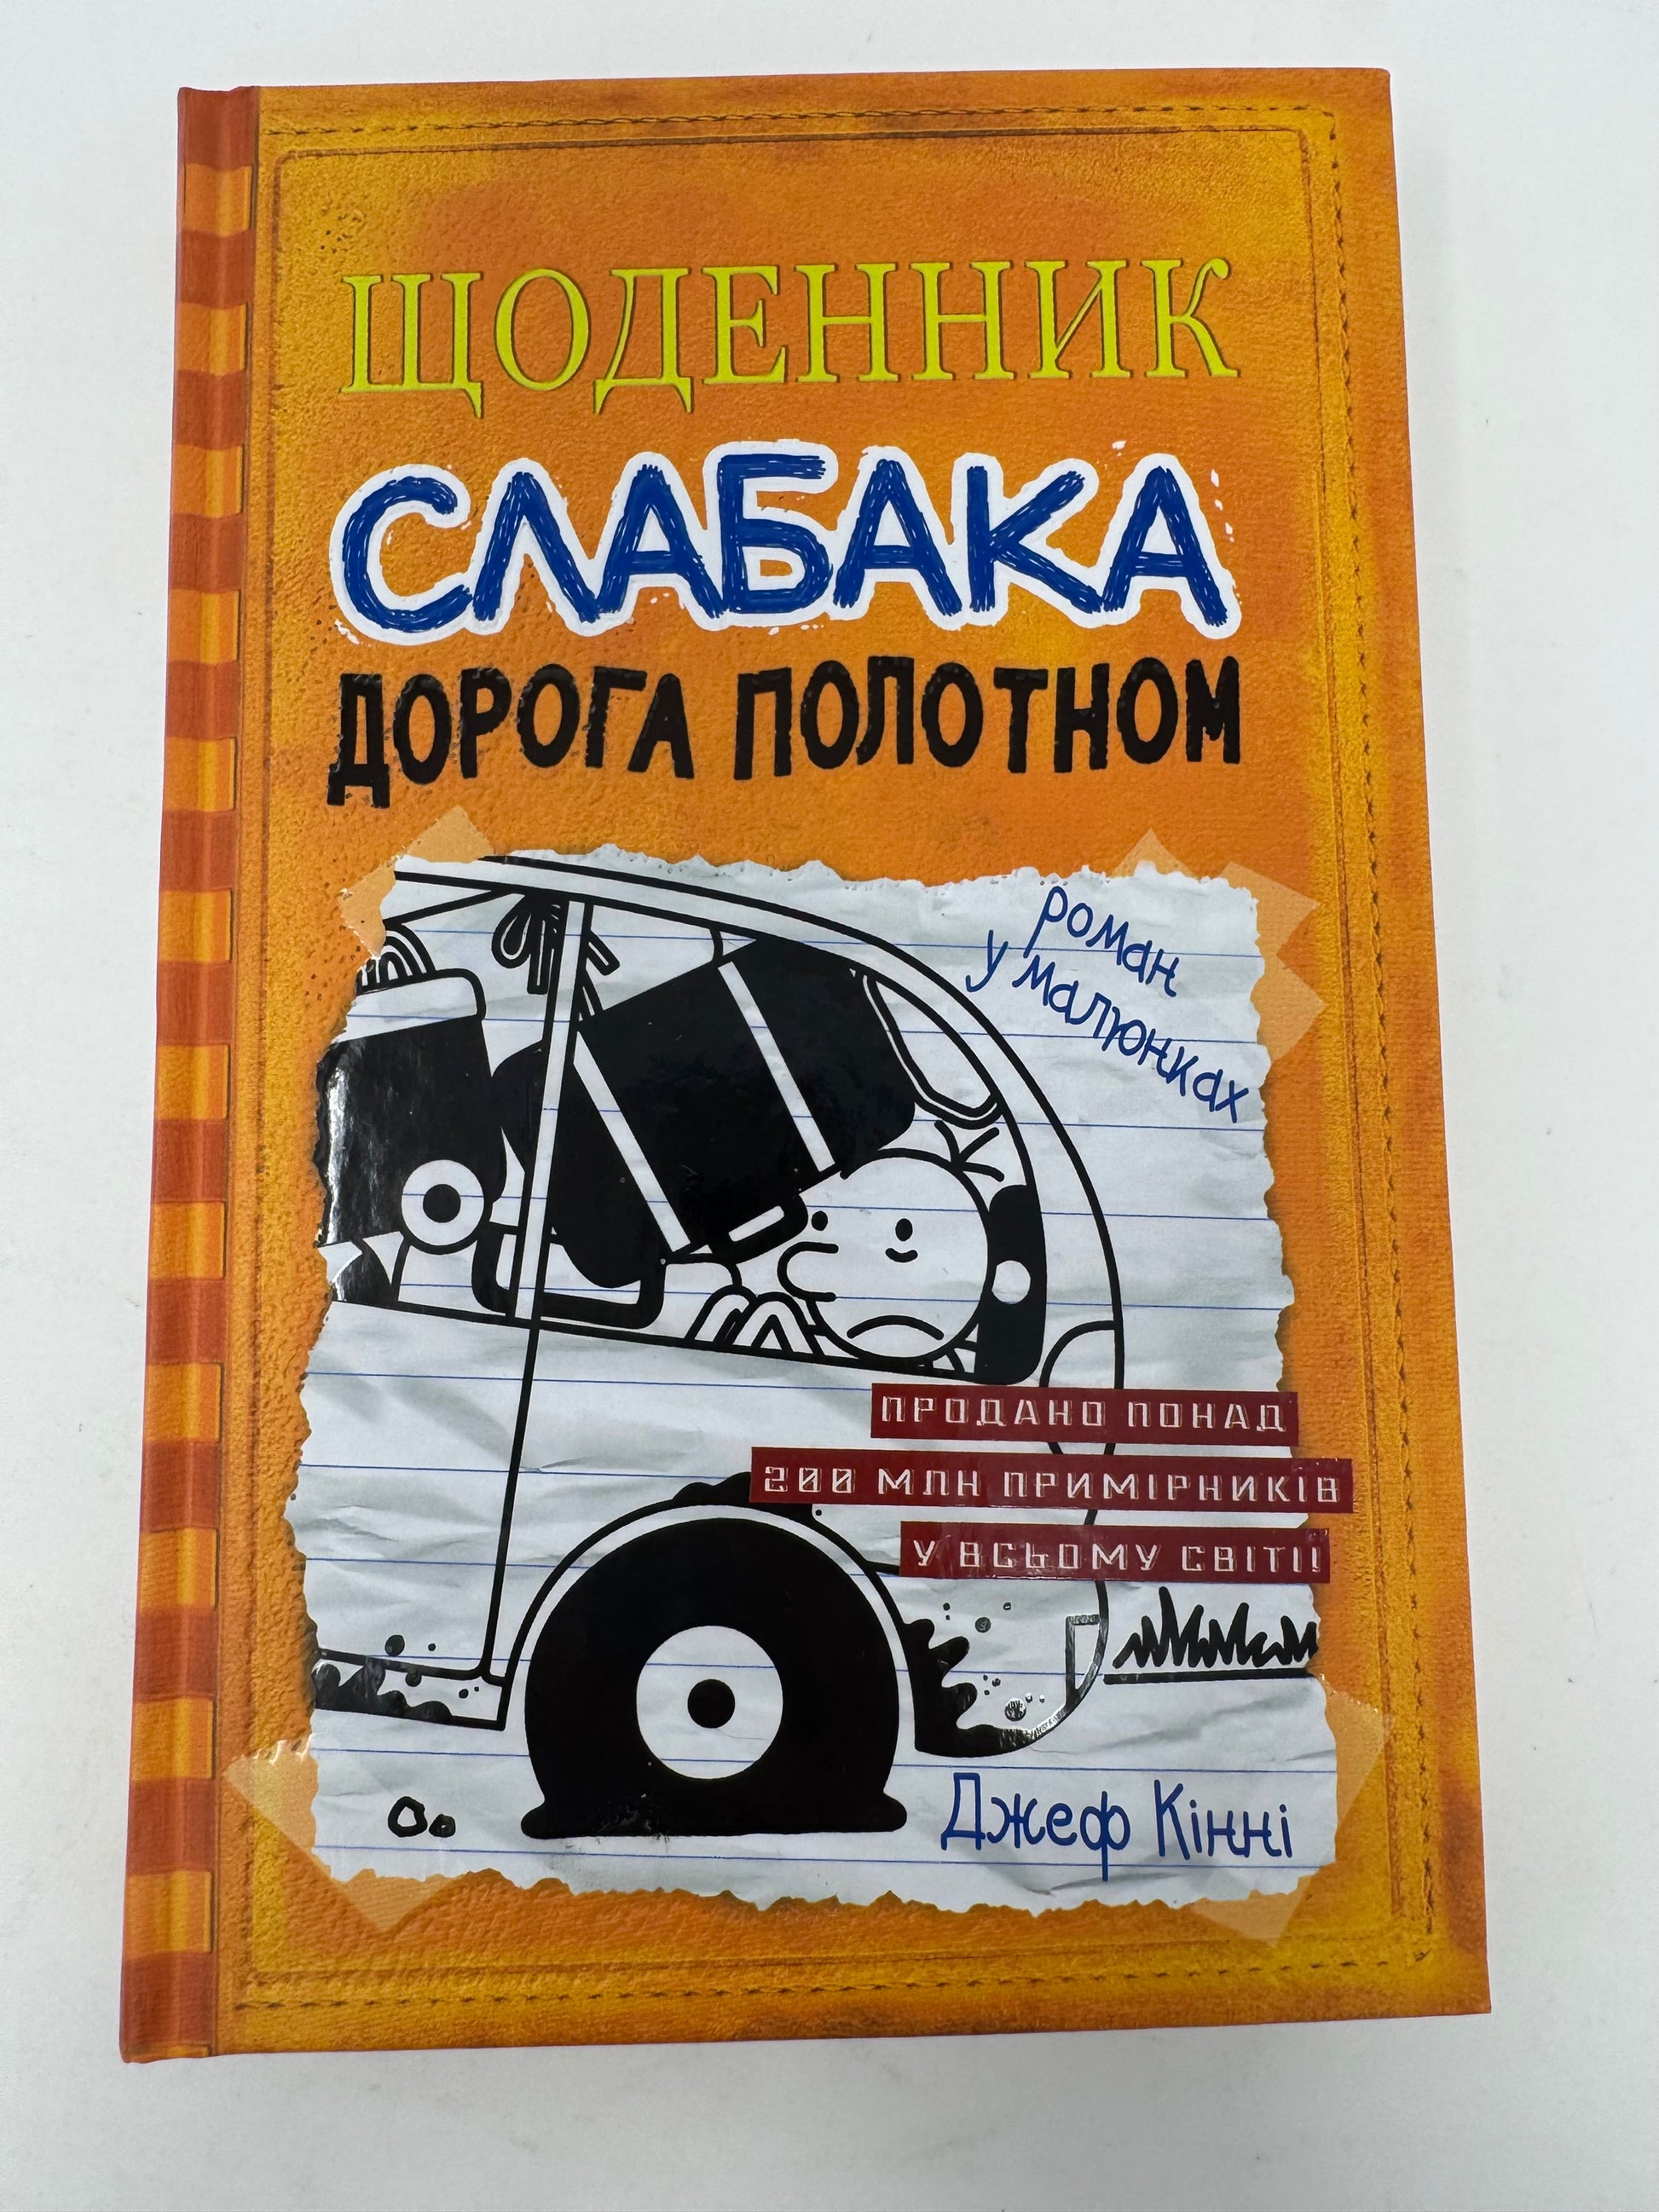 ЩОДЕННИК
СЛАБАКА
ДОРОГА ПОЛОТНОМ
роман
у малюнках
ПРОДАНО ПОНАД
200 МЛН ПРИМІРНИКІВ
У ВСЬОМУ СВІТІ!
Джеф Кінні